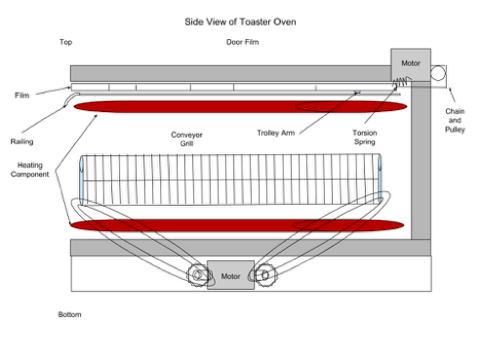 Side View of Toaster Oven
Top
Door Film
Motor
Film
Chain
and
Pulley
Railing
Conveyer
Grill
Trolley Arm
Torsion
Spring
Heating
Component
Motor
Bottom